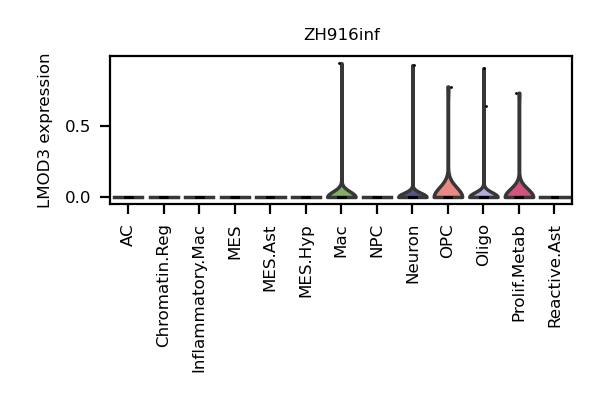 ZH916inf
LMOD3 expression
0.5
0.0
AC
Chromatin.Reg
Inflammatory.Mac
MES
MES.Ast
MES.Hyp
Mac
NPC
Neuron
OPC
Oligo
Prolif.Metab
Reactive.Ast